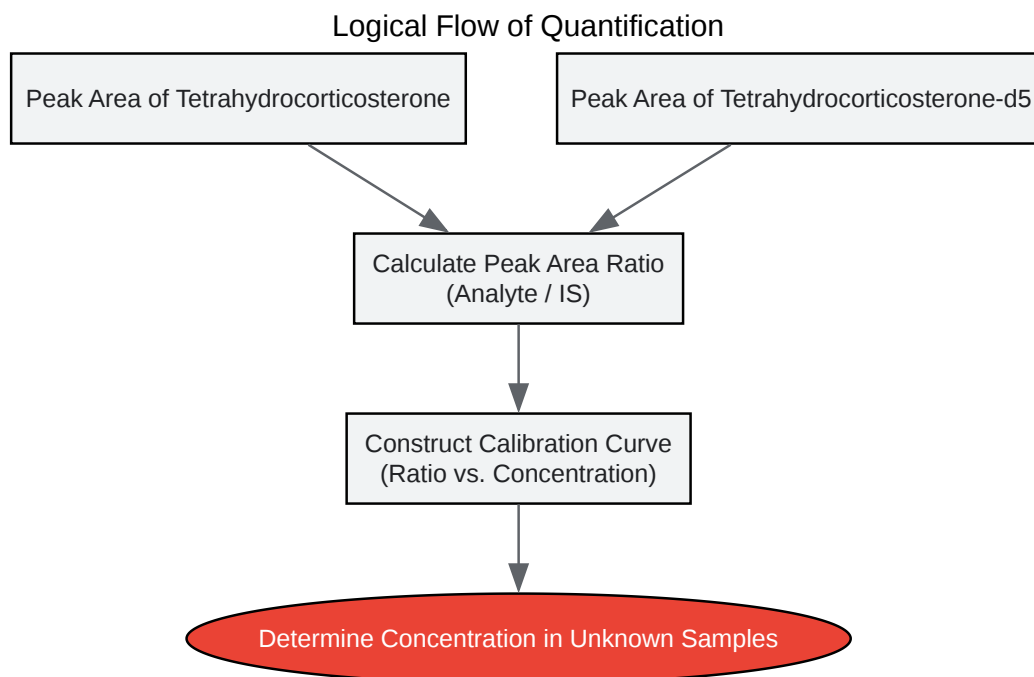 Logical Flow of Quantification
Peak Area of Tetrahydrocorticosterone
Peak Area of Tetrahydrocorticosterone-d5
Calculate Peak Area Ratio
(Analyte / IS)
Construct Calibration Curve
(Ratio vs. Concentration)
Determine Concentration in Unknown Samples